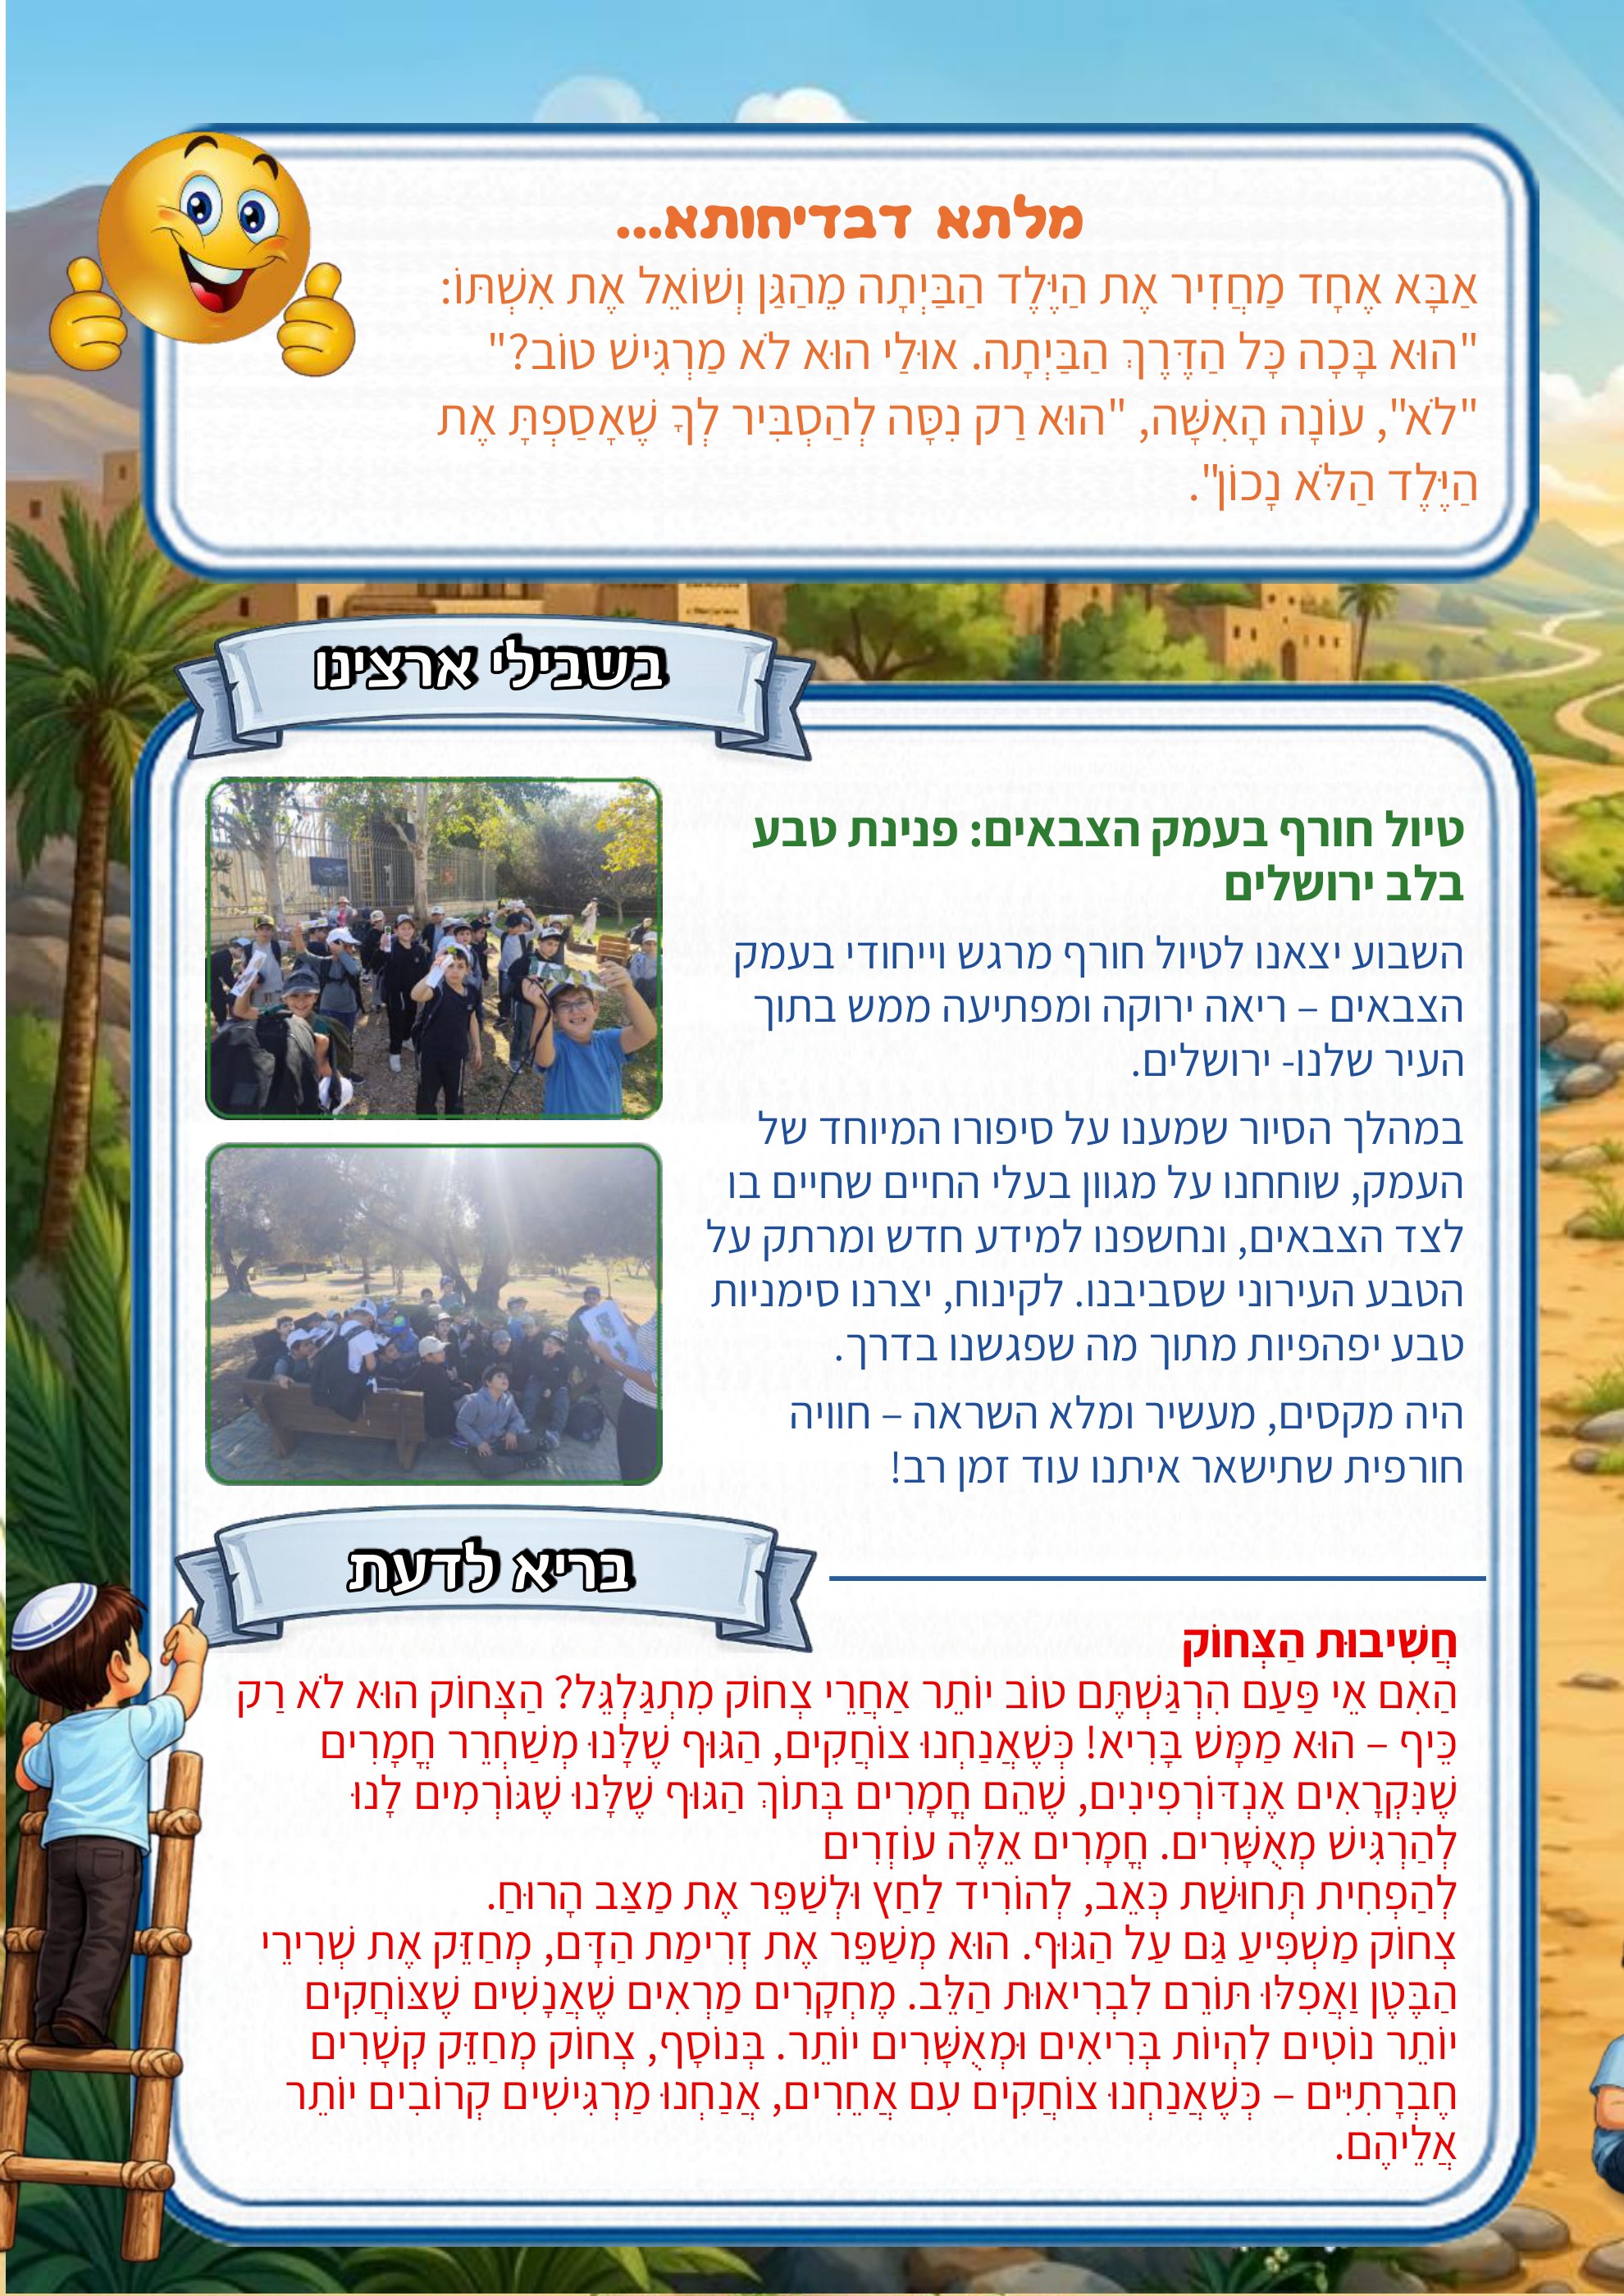 מלתא דבדיחותא...
אַבָּא אֶחָד מַחֲזִיר אֶת הַיֶּלֶד הַבַּיְתָה מֵהַגַּן וְשׁוֹאֵל אֶת אִשְׁתּוֹ:
"הוּא בָּכָה כָּל הַדֶּרֶךְ הַבַּיְתָה. אוּלַי הוּא לֹא מַרְגִּישׁ טוֹב?"
"לֹא", עוֹנָה הָאִשָּׁה, "הוּא רַק נִסָּה לְהַסְבִּיר לְךָ שֶׁאָסַפְתָּ אֶת
הַיֶּלֶד הַלֹּא נָכוֹן".
בשבילי ארצינו
טיול חורף בעמק הצבאים: פנינת טבע
בלב ירושלים
השבוע יצאנו לטיול חורף מרגש וייחודי בעמק
הצבאים – ריאה ירוקה ומפתיעה ממש בתוך
העיר שלנו- ירושלים.
במהלך הסיור שמענו על סיפורו המיוחד של
העמק, שוחחנו על מגוון בעלי החיים שחיים בו
לצד הצבאים, ונחשפנו למידע חדש ומרתק על
הטבע העירוני שסביבנו. לקינוח, יצרנו סימניות
טבע יפהפיות מתוך מה שפגשנו בדרך.
היה מקסים, מעשיר ומלא השראה – חוויה
חורפית שתישאר איתנו עוד זמן רב!
בריא לדעת
חֲשִׁיבוּת הַצְּחוֹק
הַאִם אֵי פַּעַם הִרְגַּשְׁתֶּם טוֹב יוֹתֵר אַחֲרֵי צְחוֹק מִתְגַּלְגֵּל? הַצְּחוֹק הוּא לֹא רַק
כֵּיף – הוּא מַמָּשׁ בָּרִיא! כְּשֶׁאֲנַחְנוּ צוֹחֲקִים, הַגּוּף שֶׁלָּנוּ מְשַׁחְרֵר חֳמָרִים
שֶׁנִּקְרָאִים אֶנְדּוֹרְפִינִים, שֶׁהֵם חֳמָרִים בְּתוֹךְ הַגּוּף שֶׁלָּנוּ שֶׁגּוֹרְמִים לָנוּ
לְהַרְגִּישׁ מְאֻשָּׁרִים. חֳמָרִים אֵלֶּה עוֹזְרִים
לְהַפְחִית תְּחוּשַׁת כְּאֵב, לְהוֹרִיד לַחַץ וּלְשַׁפֵּר אֶת מַצַּב הָרוּחַ.
צְחוֹק מַשְׁפִּיעַ גַּם עַל הַגּוּף. הוּא מְשַׁפֵּר אֶת זְרִימַת הַדָּם, מְחַזֵּק אֶת שְׁרִירֵי
הַבֶּטֶן וַאֲפִלּוּ תּוֹרֵם לִבְרִיאוּת הַלֵּב. מֶחְקָרִים מַרְאִים שֶׁאֲנָשִׁים שֶׁצּוֹחֲקִים
יוֹתֵר נוֹטִים לִהְיוֹת בְּרִיאִים וּמְאֻשָּׁרִים יוֹתֵר. בְּנוֹסָף, צְחוֹק מְחַזֵּק קְשָׁרִים
חֶבְרָתִיִּים – כְּשֶׁאֲנַחְנוּ צוֹחֲקִים עִם אֲחֵרִים, אֲנַחְנוּ מַרְגִּישִׁים קְרוֹבִים יוֹתֵר
אֲלֵיהֶם.